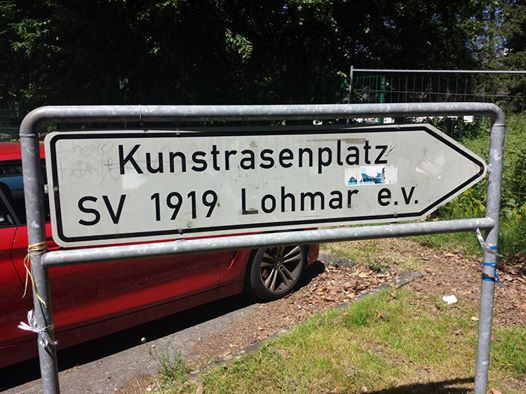 Kunstrasenplatz
SV 1919 Lohmar e.v.